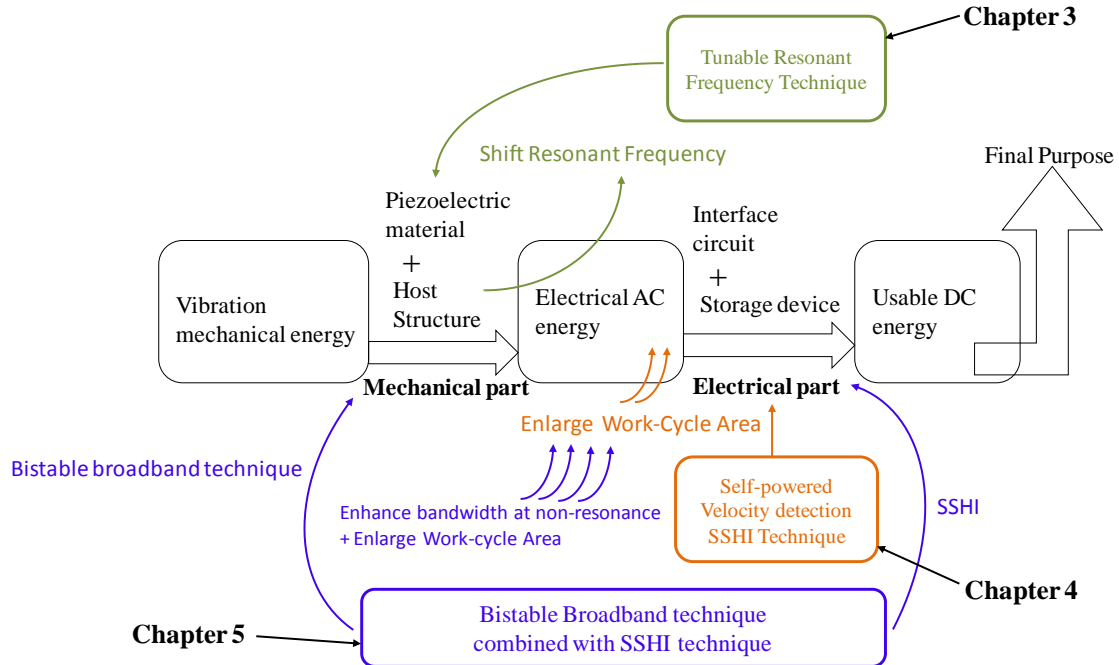 Chapter 3
Tunable Resonant
Frequency Technique
Shift Resonant Frequency
Final Purpose
Piezoelectric
material
+
Host
Structure
Interface
circuit
+
Storage device
Vibration
mechanical energy
Electrical AC
energy
Usable DC
energy
Mechanical part
Electrical part
Enlarge Work-Cycle Area
Bistable broadband technique
Enhance bandwidth at non-resonance
+ Enlarge Work-cycle Area
Self-powered
Velocity detection
SSHI Technique
SSHI
Chapter 4
Chapter 5
Bistable Broadband technique
combined with SSHI technique